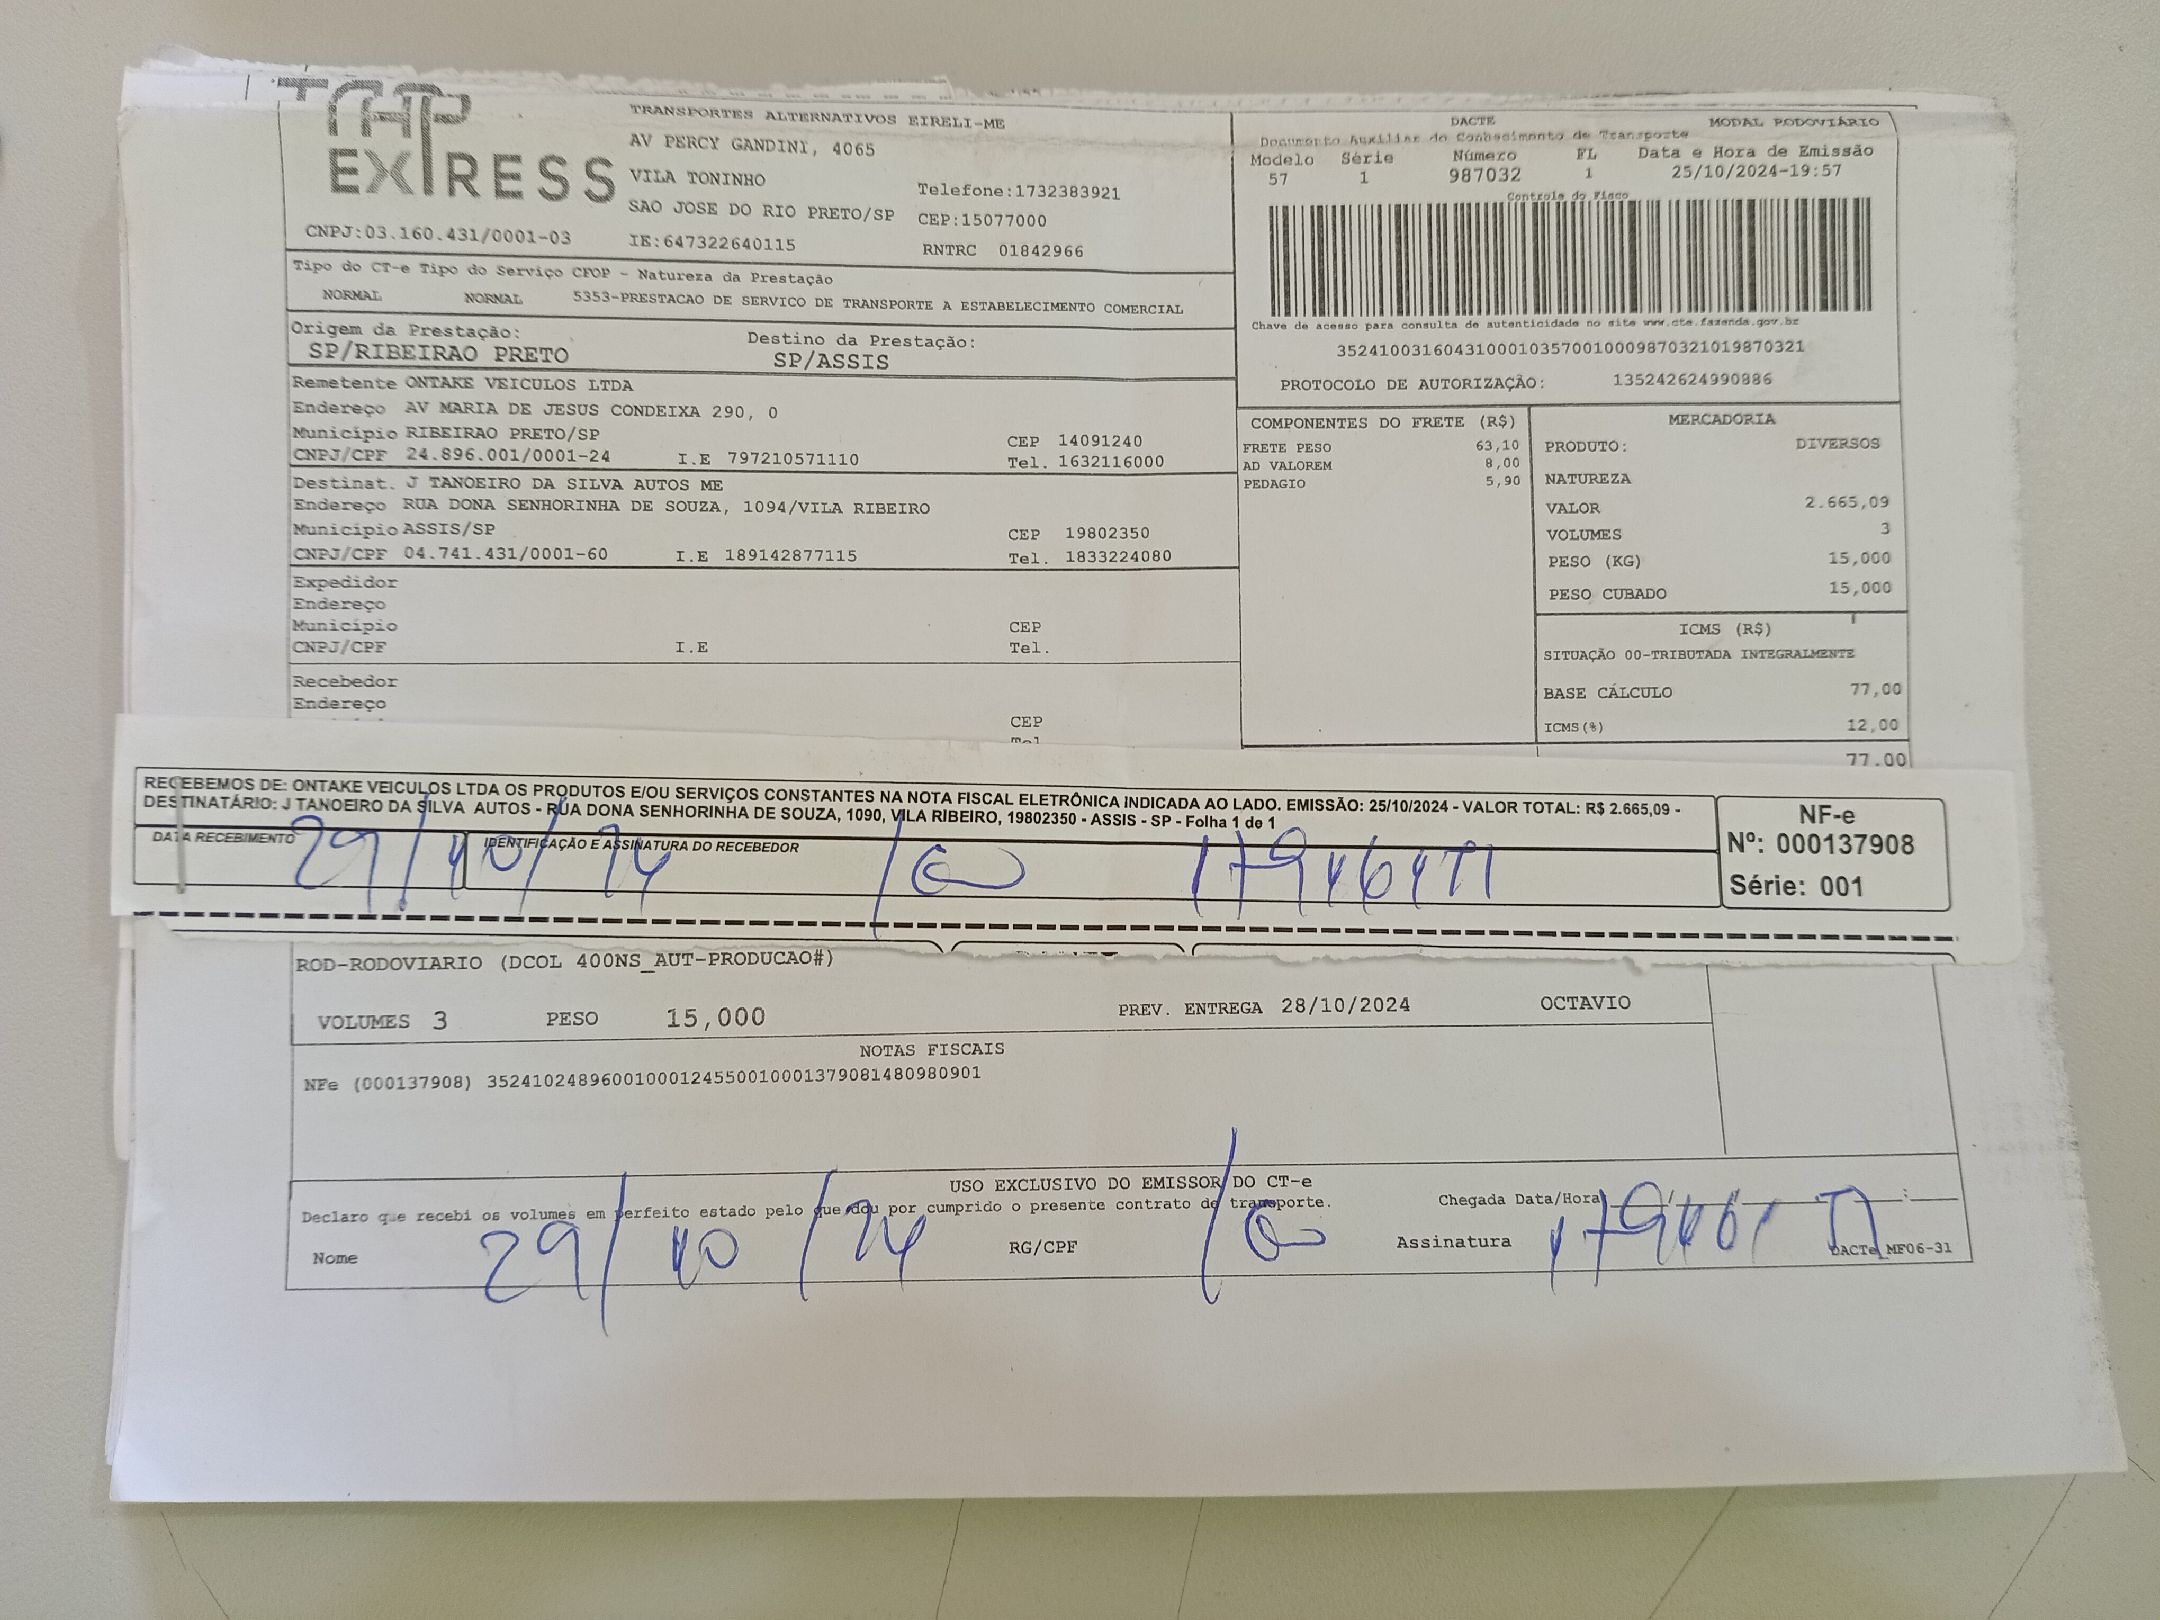 TRANSPORTES ALTERNATIVOS EIRELI-ME
AV PERCY GANDINI, 4065
VILA TONINHO
Telefone:1732383921
SAO JOSE DO RIO PRETO/SP CEP:15077000
CNPJ:03.160.431/0001-03 IE:647322640115 RNTRC 01842966
EXPRESS
DACTE MODAL RODOVIÁRIO
Documento Auxiliar do Conhecimento de Transporte
Modelo Série Número FL Data e Hora de Emissão
57 1 987032 1 25/10/2024-19:57
Controle do Fisco
Chave de acesso para consulta de autenticidade no site www.cte.fazenda.gov.br
35241003160431000103570010009870321019870321
PROTOCOLO DE AUTORIZAÇÃO: 135242624990886
Tipo do CT-e Tipo do Serviço CFOP - Natureza da Prestação
NORMAL NORMAL 5353-PRESTACAO DE SERVICO DE TRANSPORTE A ESTABELECIMENTO COMERCIAL
Origem da Prestação: Destino da Prestação:
SP/RIBEIRAO PRETO SP/ASSIS
Remetente ONTAKE VEICULOS LTDA
Endereço AV MARIA DE JESUS CONDEIXA 290, 0
Município RIBEIRAO PRETO/SP CEP 14091240
CNPJ/CPF 24.896.001/0001-24 I.E 797210571110 Tel. 1632116000
Destinat. J TANOEIRO DA SILVA AUTOS ME
Endereço RUA DONA SENHORINHA DE SOUZA, 1094/VILA RIBEIRO
Município ASSIS/SP CEP 19802350
CNPJ/CPF 04.741.431/0001-60 I.E 189142877115 Tel. 1833224080
Expedidor
Endereço
Município CEP
CNPJ/CPF I.E Tel.
Recebedor
Endereço
CEP
COMPONENTES DO FRETE (R$)
FRETE PESO 63,10
AD VALOREM 8,00
PEDAGIO 5,90
MERCADORIA
PRODUTO: DIVERSOS
NATUREZA
VALOR 2.665,09
VOLUMES 3
PESO (KG) 15,000
PESO CUBADO 15,000
ICMS (R$)
SITUAÇÃO 00-TRIBUTADA INTEGRALMENTE
BASE CÁLCULO 77,00
ICMS(%) 12,00
77.00
RECEBEMOS DE: ONTAKE VEICULOS LTDA OS PRODUTOS E/OU SERVIÇOS CONSTANTES NA NOTA FISCAL ELETRÔNICA INDICADA AO LADO. EMISSÃO: 25/10/2024 - VALOR TOTAL: R$ 2.665,09 -
DESTINATÁRIO: J TANOEIRO DA SILVA AUTOS - RUA DONA SENHORINHA DE SOUZA, 1090, VILA RIBEIRO, 19802350 - ASSIS - SP - Folha 1 de 1
DATA RECEBIMENTO IDENTIFICAÇÃO E ASSINATURA DO RECEBEDOR
29/10/24
NF-e
Nº: 000137908
Série: 001
ROD-RODOVIARIO (DCOL 400NS_AUT-PRODUCAO#)
VOLUMES 3 PESO 15,000 PREV. ENTREGA 28/10/2024 OCTAVIO
NOTAS FISCAIS
NFe (000137908) 35241024896001000124550010001379081480980901
USO EXCLUSIVO DO EMISSOR DO CT-e
Declaro que recebi os volumes em perfeito estado pelo que dou por cumprido o presente contrato de transporte. Chegada Data/Hora
Nome 29/10/24 RG/CPF Assinatura
DACTe_MF06-31